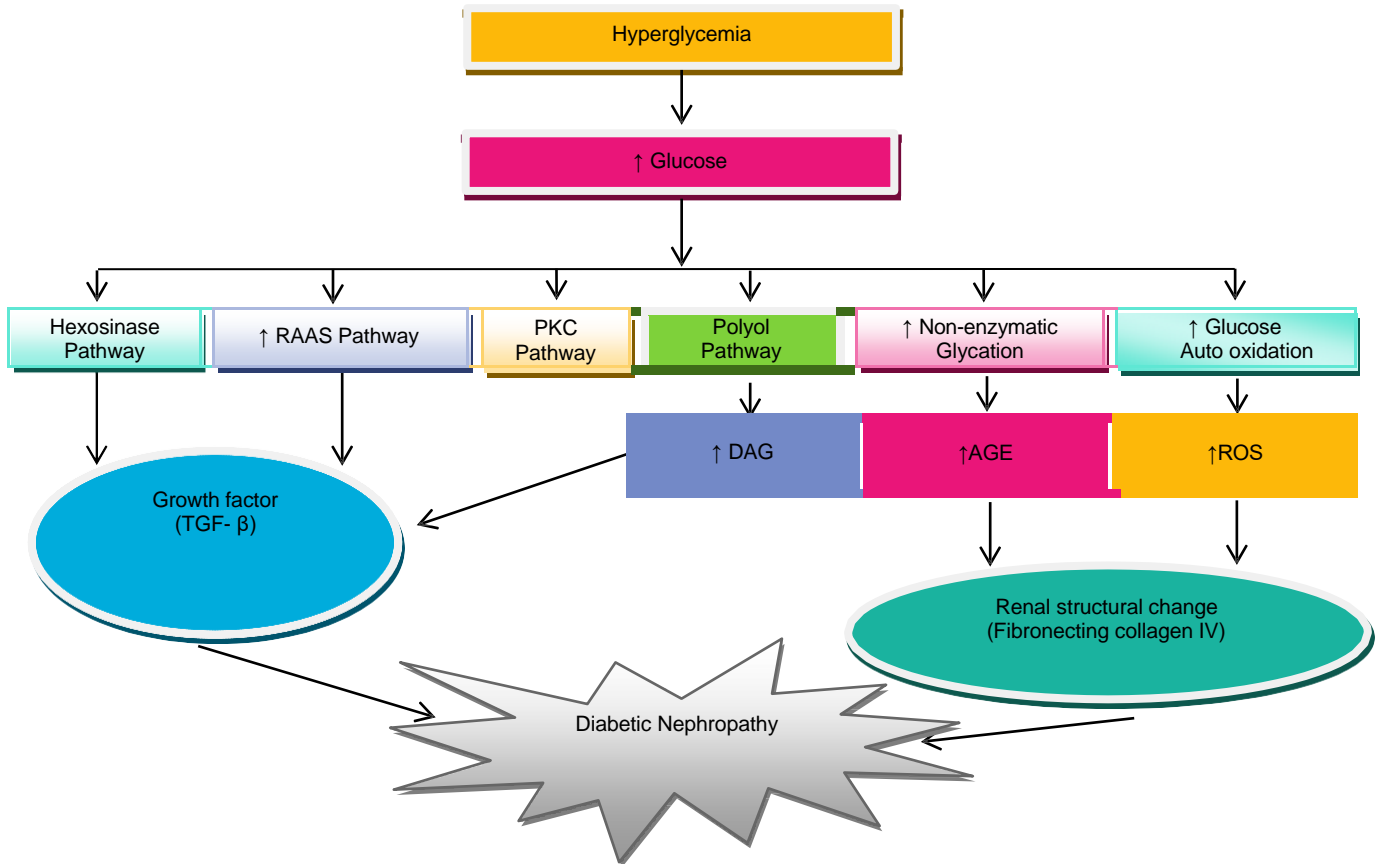 Hyperglycemia
↑ Glucose
Hexosinase
Pathway
↑ RAAS Pathway
PKC
Pathway
Polyol
Pathway
↑ Non-enzymatic
Glycation
↑ Glucose
Auto oxidation
↑ DAG
↑AGE
↑ROS
Growth factor
(TGF- β)
Renal structural change
(Fibronecting collagen IV)
Diabetic Nephropathy